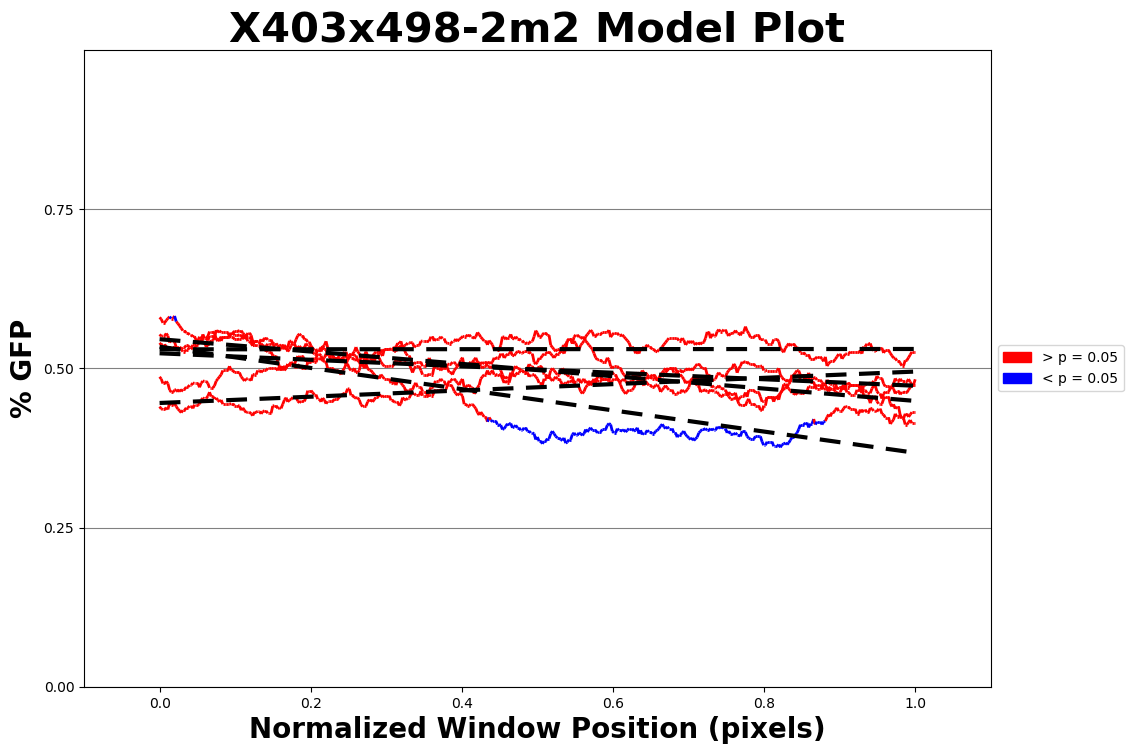 X403x498-2m2 Model Plot
% GFP
0.75
0.50
0.25
0.00
0.0 0.2 0.4 0.6 0.8 1.0
Normalized Window Position (pixels)
> p = 0.05
< p = 0.05